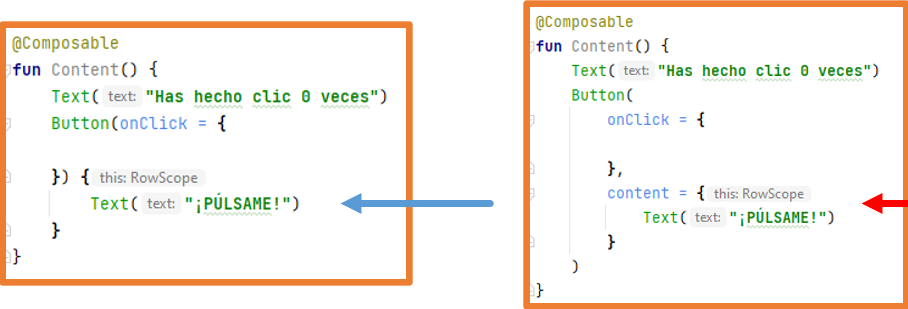 @Composable
fun Content() {
Text( text: "Has hecho clic 0 veces")
Button(onClick = {
}) { this: RowScope
Text( text: "¡PÚLSAME!")
}
}
@Composable
fun Content() {
Text( text: "Has hecho clic 0 veces")
Button(
onClick = {
},
content = { this: RowScope
Text( text: "¡PÚLSAME!")
}
)
}